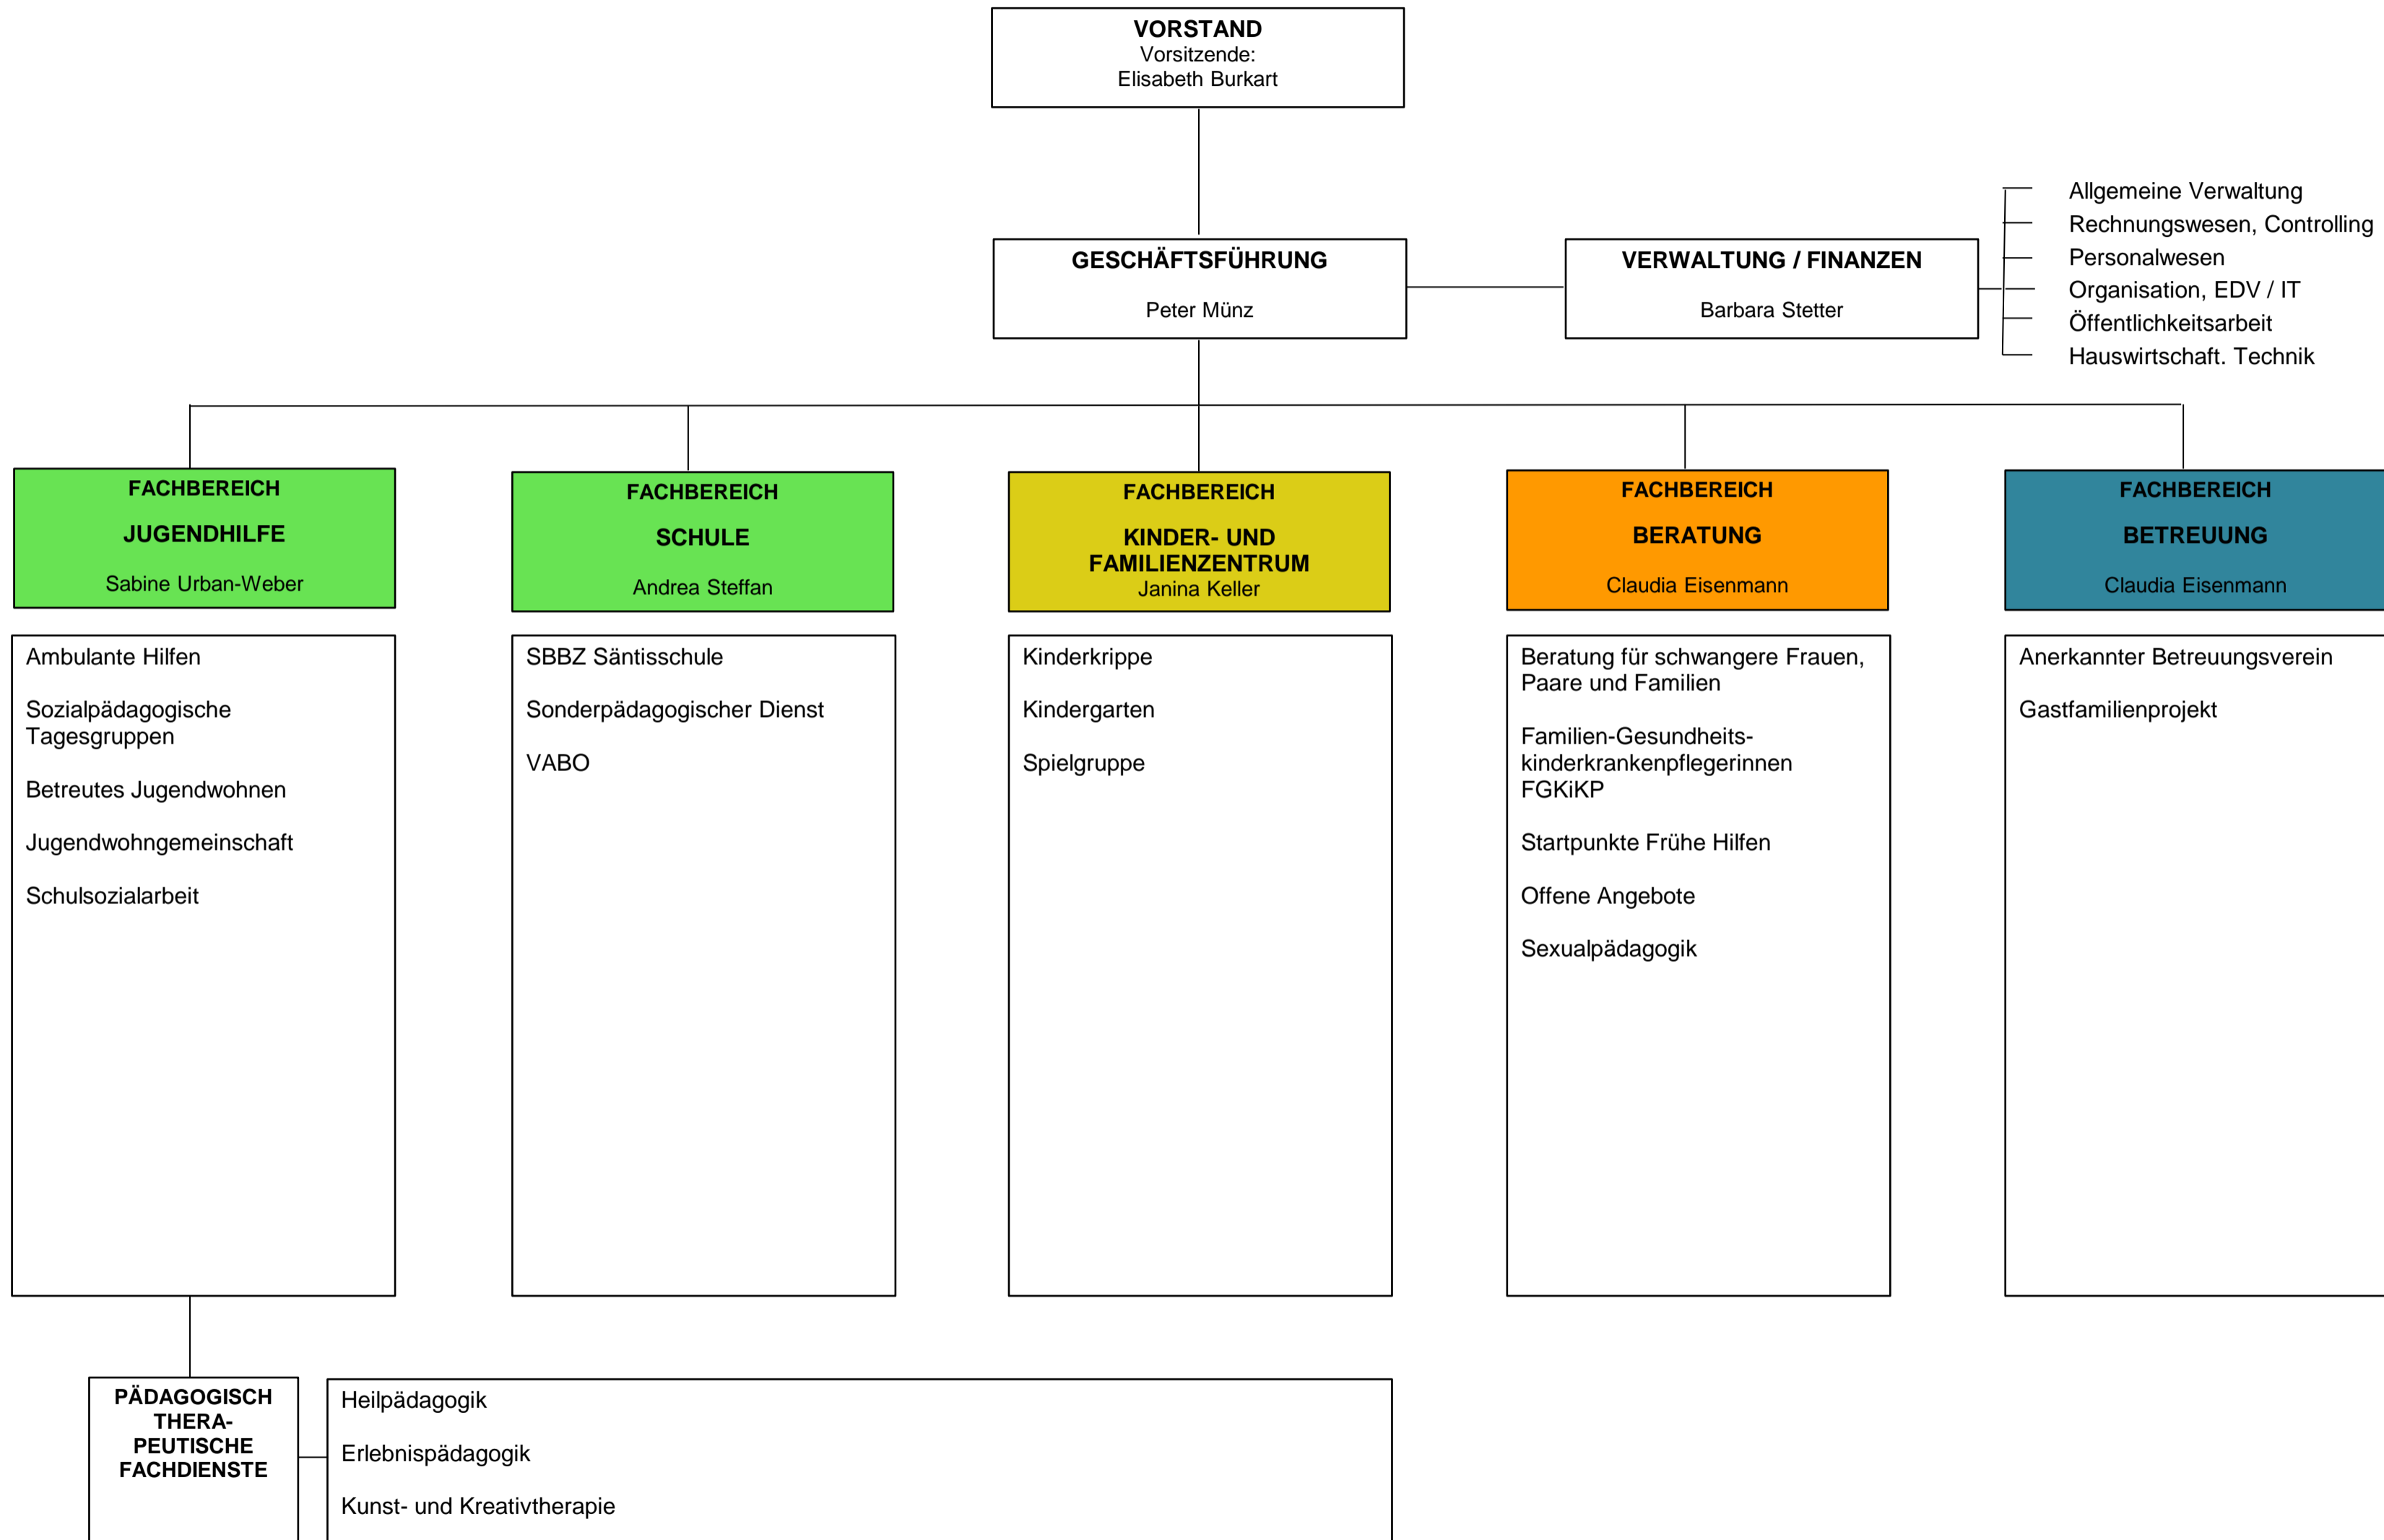 VORSTAND
Vorsitzende:
Elisabeth Burkart
GESCHÄFTSFÜHRUNG
Peter Münz
VERWALTUNG / FINANZEN
Barbara Stetter
Allgemeine Verwaltung
Rechnungswesen, Controlling
Personalwesen
Organisation, EDV / IT
Öffentlichkeitsarbeit
Hauswirtschaft. Technik
FACHBEREICH
JUGENDHILFE
Sabine Urban-Weber
FACHBEREICH
SCHULE
Andrea Steffan
FACHBEREICH
KINDER- UND
FAMILIENZENTRUM
Janina Keller
FACHBEREICH
BERATUNG
Claudia Eisenmann
FACHBEREICH
BETREUUNG
Claudia Eisenmann
Ambulante Hilfen
Sozialpädagogische
Tagesgruppen
Betreutes Jugendwohnen
Jugendwohngemeinschaft
Schulsozialarbeit
SBBZ Säntisschule
Sonderpädagogischer Dienst
VABO
Kinderkrippe
Kindergarten
Spielgruppe
Beratung für schwangere Frauen,
Paare und Familien
Familien-Gesundheits-
kinderkrankenpflegerinnen
FGKiKP
Startpunkte Frühe Hilfen
Offene Angebote
Sexualpädagogik
Anerkannter Betreuungsverein
Gastfamilienprojekt
PÄDAGOGISCH
THERA-
PEUTISCHE
FACHDIENSTE
Heilpädagogik
Erlebnispädagogik
Kunst- und Kreativtherapie